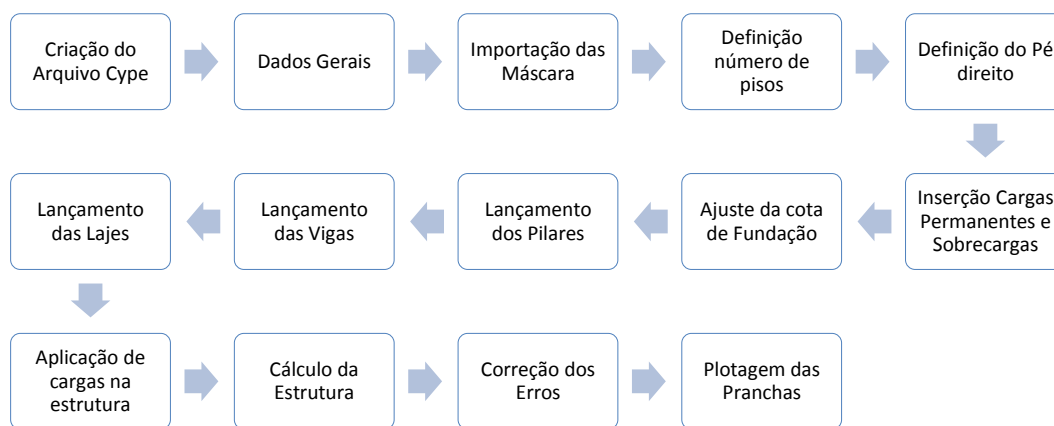 Criação do
Arquivo Cype
Dados Gerais
Importação das
Máscara
Definição
número de
pisos
Definição do Pé
direito
Inserção Cargas
Permanentes e
Sobrecargas
Ajuste da cota
de Fundação
Lançamento
dos Pilares
Lançamento
das Vigas
Lançamento
das Lajes
Aplicação de
cargas na
estrutura
Cálculo da
Estrutura
Correção dos
Erros
Plotagem das
Pranchas